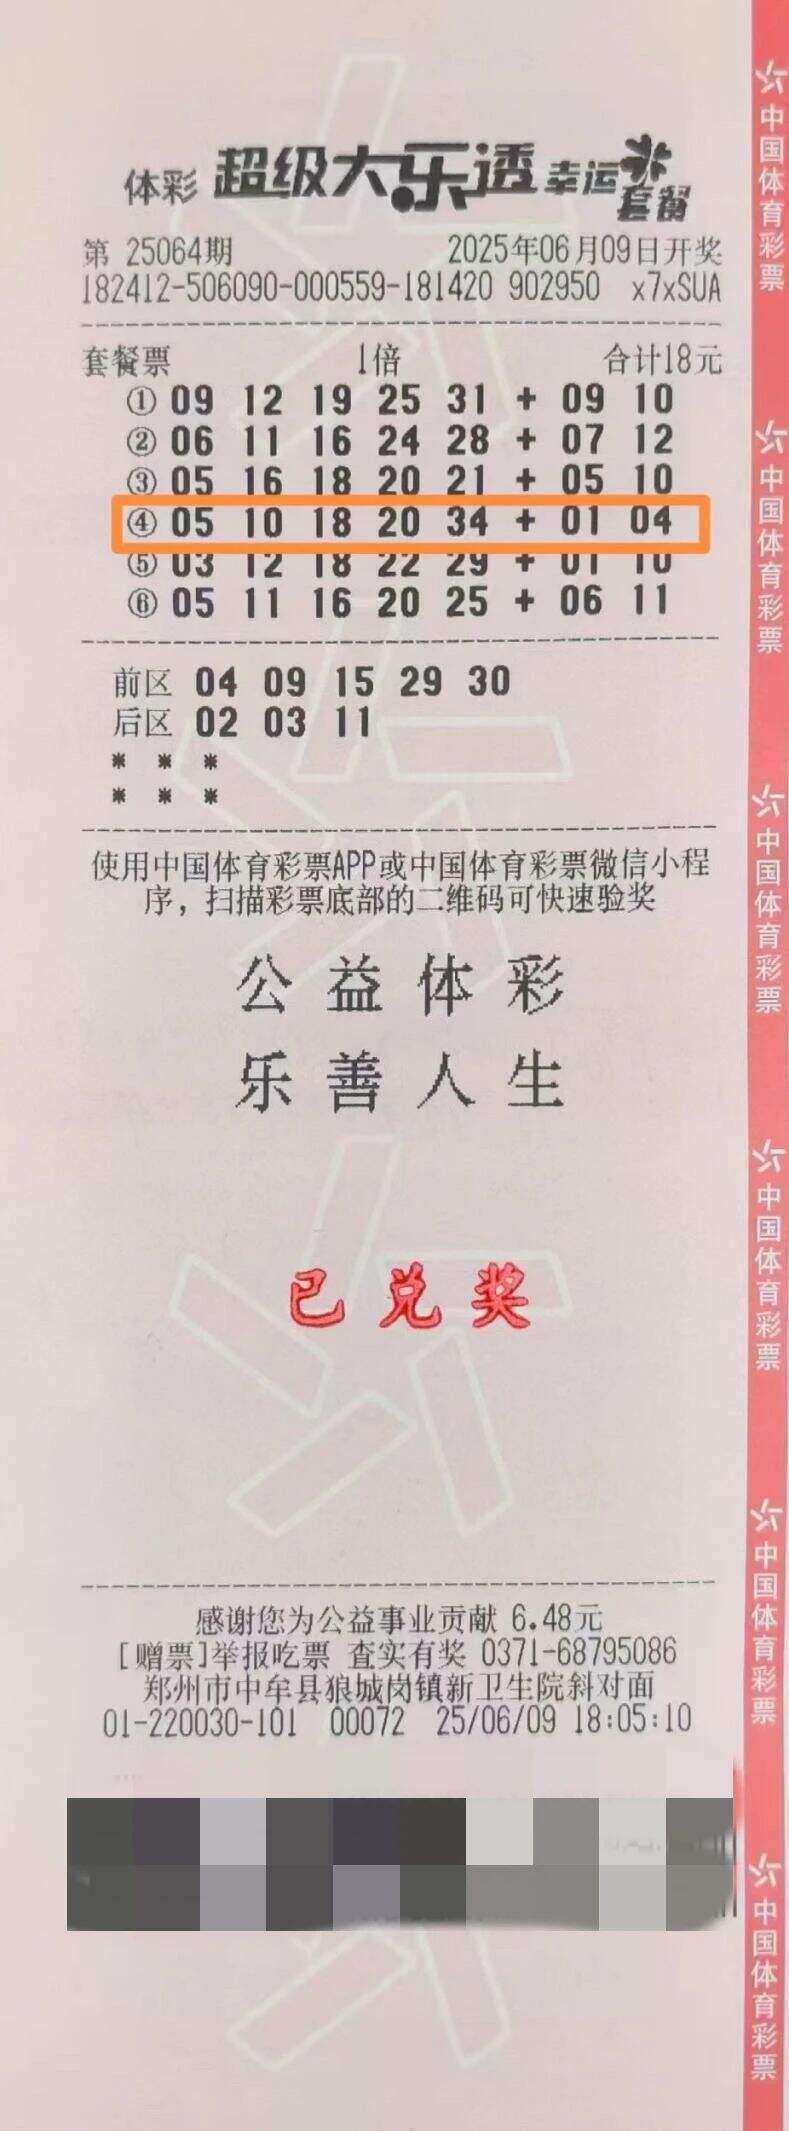 体彩 超级大乐透 幸运套餐
第 25064期 2025年06月09日开奖
182412-506090-000559-181420 902950 x7xSUA
套餐票 1倍 合计18元
① 09 12 19 25 31 + 09 10
② 06 11 16 24 28 + 07 12
③ 05 16 18 20 21 + 05 10
④ 05 10 18 20 34 + 01 04
⑤ 03 12 18 22 29 + 01 10
⑥ 05 11 16 20 25 + 06 11
前区 04 09 15 29 30
后区 02 03 11
* * *
* * *
使用中国体育彩票APP或中国体育彩票微信小程
序，扫描彩票底部的二维码可快速验奖
公益体彩
乐善人生
已兑奖
感谢您为公益事业贡献 6.48元
[赠票]举报吃票 查实有奖 0371-68795086
郑州市中牟县狼城岗镇新卫生院斜对面
01-220030-101 00072 25/06/09 18:05:10
中国体育彩票
中国体育彩票
中国体育彩票
中国体育彩票
中国体育彩票
中国体育彩票